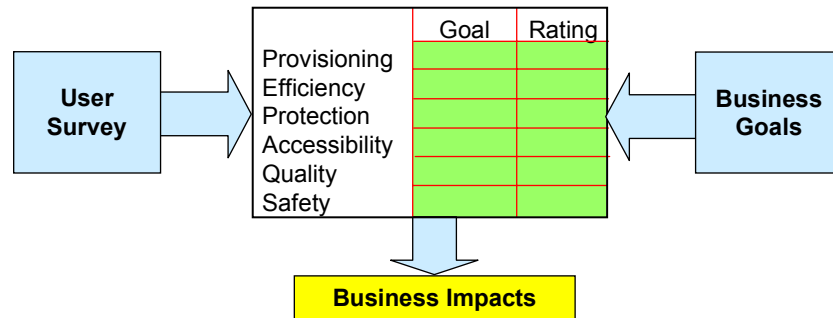 User
Survey
Goal Rating
Provisioning
Efficiency
Protection
Accessibility
Quality
Safety
Business
Goals
Business Impacts